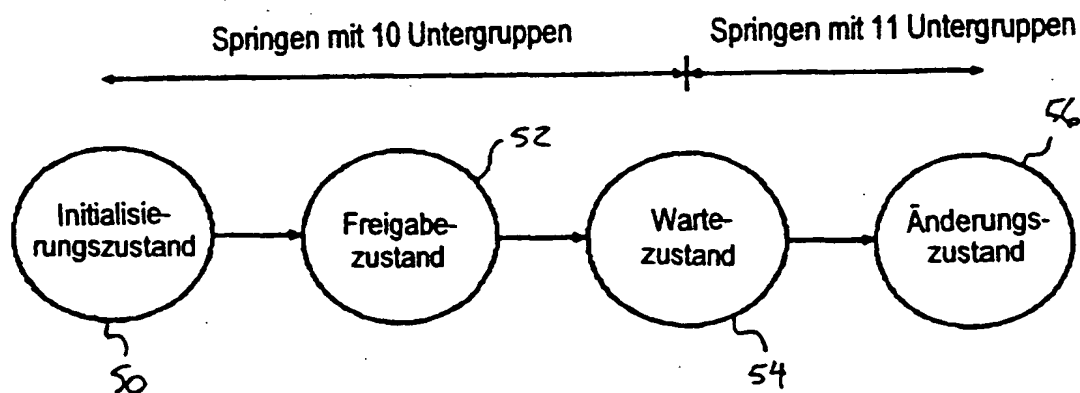 Springen mit 10 Untergruppen
Springen mit 11 Untergruppen
Initialisie-
rungszustand
Freigabe-
zustand
Warte-
zustand
Änderungs-
zustand
50
52
54
56